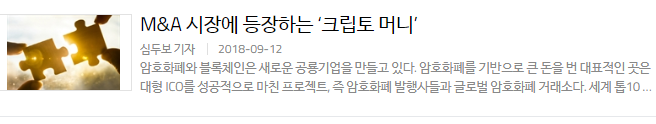 M&A 시장에 등장하는 ‘크립토 머니’
심두보 기자 | 2018-09-12
암호화폐와 블록체인은 새로운 공룡기업을 만들고 있다. 암호화폐를 기반으로 큰 돈을 번 대표적인 곳은
대형 ICO를 성공적으로 마친 프로젝트, 즉 암호화폐 발행사들과 글로벌 암호화폐 거래소다. 세계 톱10 ...